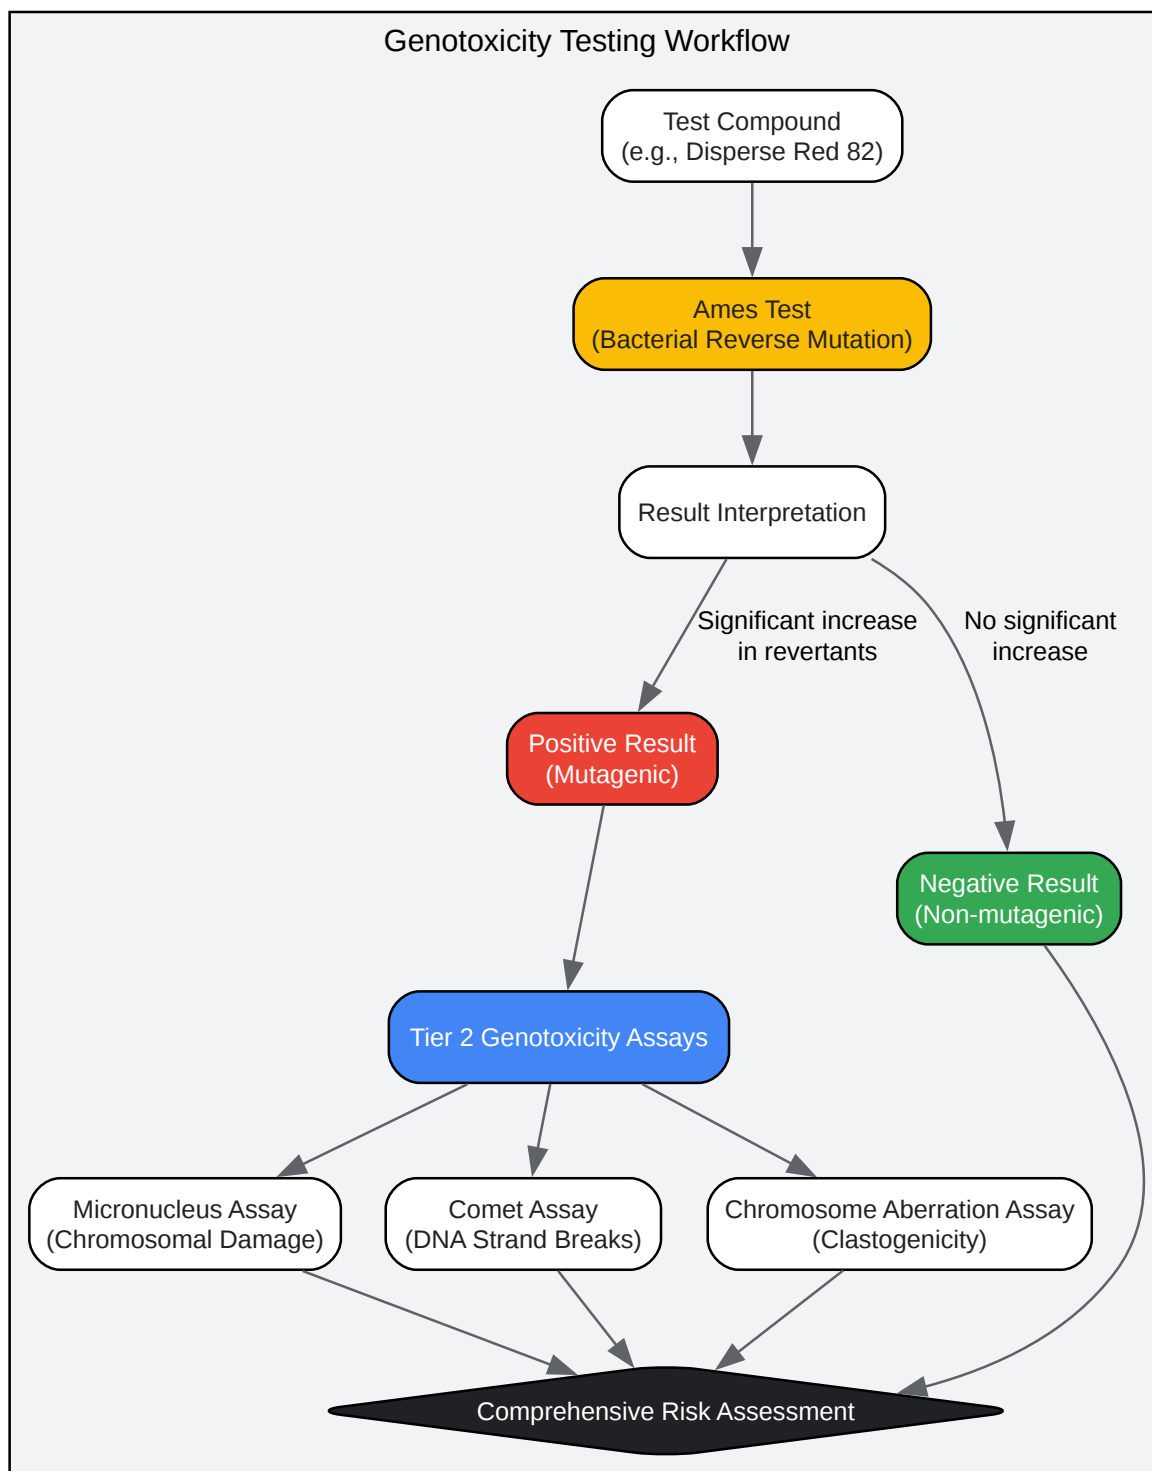 Genotoxicity Testing Workflow
Test Compound
(e.g., Disperse Red 82)
Ames Test
(Bacterial Reverse Mutation)
Result Interpretation
Significant increase
in revertants
No significant
increase
Positive Result
(Mutagenic)
Negative Result
(Non-mutagenic)
Tier 2 Genotoxicity Assays
Micronucleus Assay
(Chromosomal Damage)
Comet Assay
(DNA Strand Breaks)
Chromosome Aberration Assay
(Clastogenicity)
Comprehensive Risk Assessment